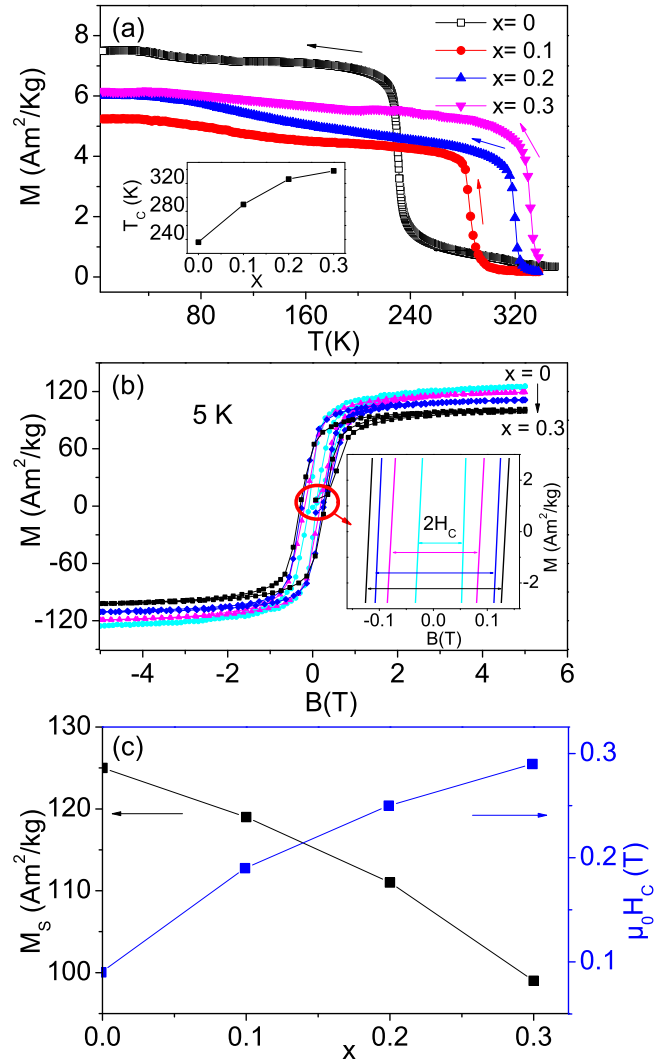 (a)
x= 0
x= 0.1
x= 0.2
x= 0.3
M (Am²/Kg)
8
6
4
2
0
T_C (K)
320
280
240
0.0 0.1 0.2 0.3
X
80 160 240 320
T(K)
(b)
5 K
x = 0
x = 0.3
M (Am²/kg)
120
60
0
-60
-120
2H_C
M (Am²/kg)
2
0
-2
-0.1 0.0 0.1
B(T)
-4 -2 0 2 4 6
B(T)
(c)
M_S (Am²/kg)
130
120
110
100
μ₀H_C (T)
0.3
0.2
0.1
0.0 0.1 0.2 0.3
x